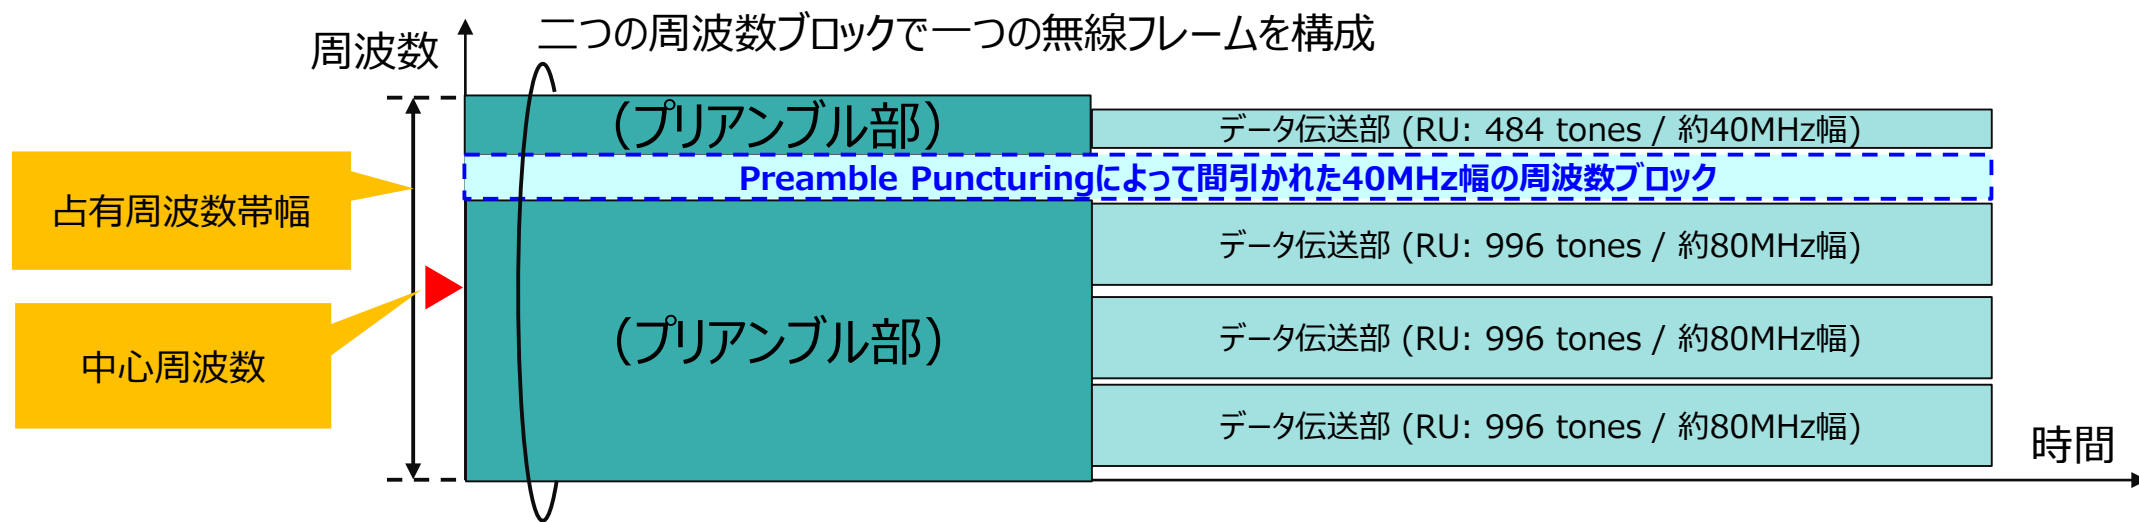 二つの周波数ブロックで一つの無線フレームを構成
周波数
(プリアンブル部)
データ伝送部 (RU: 484 tones / 約40MHz幅)
Preamble Puncturingによって間引かれた40MHz幅の周波数ブロック
占有周波数帯幅
データ伝送部 (RU: 996 tones / 約80MHz幅)
中心周波数
(プリアンブル部)
データ伝送部 (RU: 996 tones / 約80MHz幅)
データ伝送部 (RU: 996 tones / 約80MHz幅)
時間